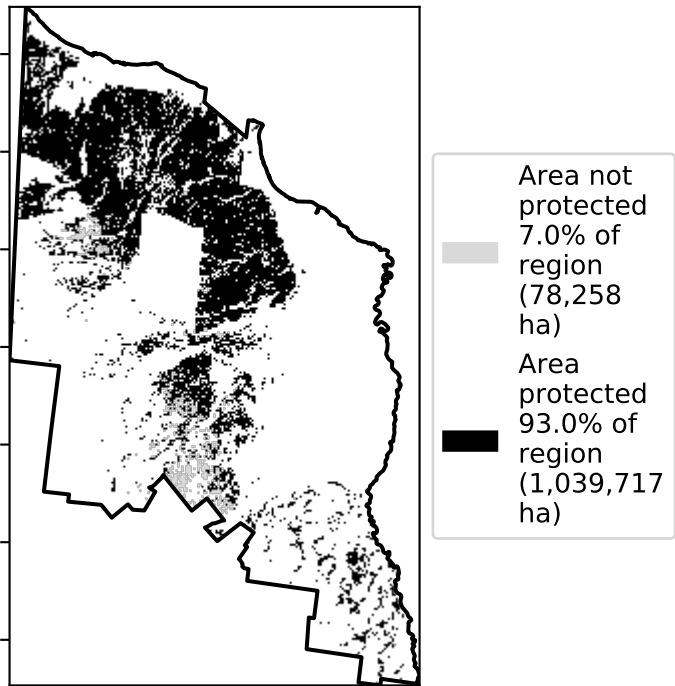 Area not
protected
7.0% of
region
(78,258
ha)
Area
protected
93.0% of
region
(1,039,717
ha)